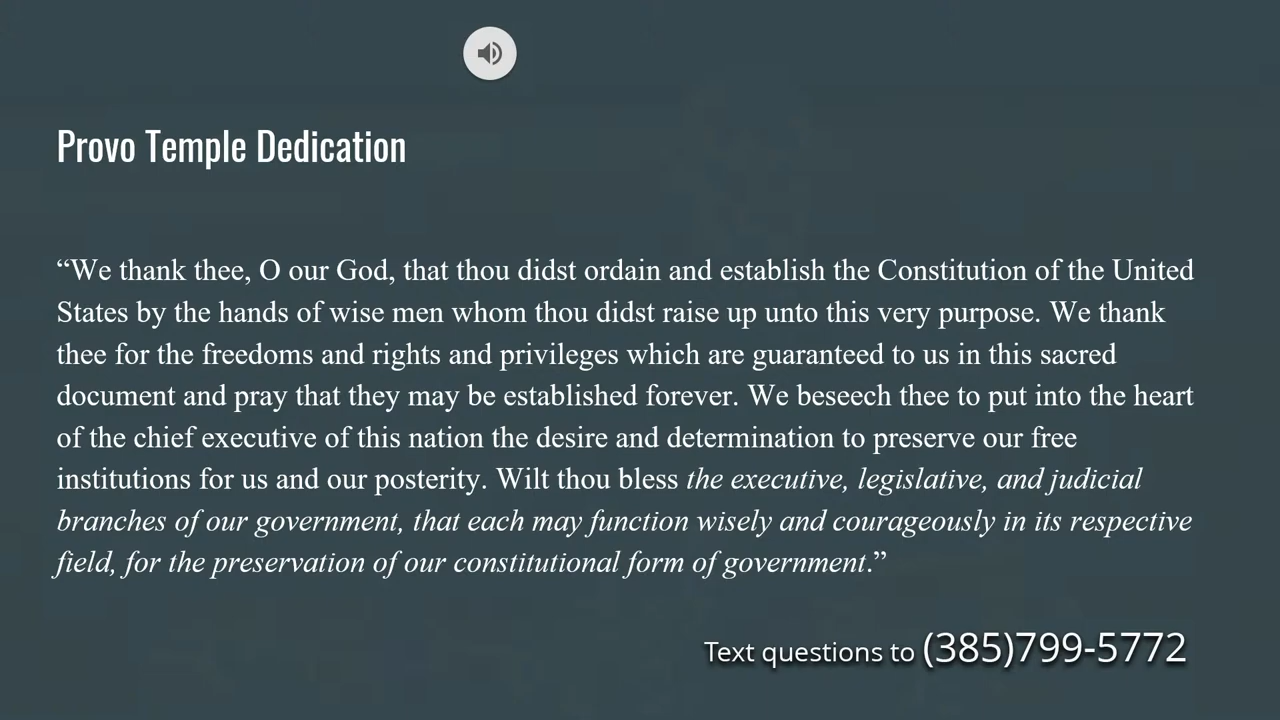 Provo Temple Dedication
“We thank thee, O our God, that thou didst ordain and establish the Constitution of the United
States by the hands of wise men whom thou didst raise up unto this very purpose. We thank
thee for the freedoms and rights and privileges which are guaranteed to us in this sacred
document and pray that they may be established forever. We beseech thee to put into the heart
of the chief executive of this nation the desire and determination to preserve our free
institutions for us and our posterity. Wilt thou bless the executive, legislative, and judicial
branches of our government, that each may function wisely and courageously in its respective
field, for the preservation of our constitutional form of government.”
Text questions to (385)799-5772